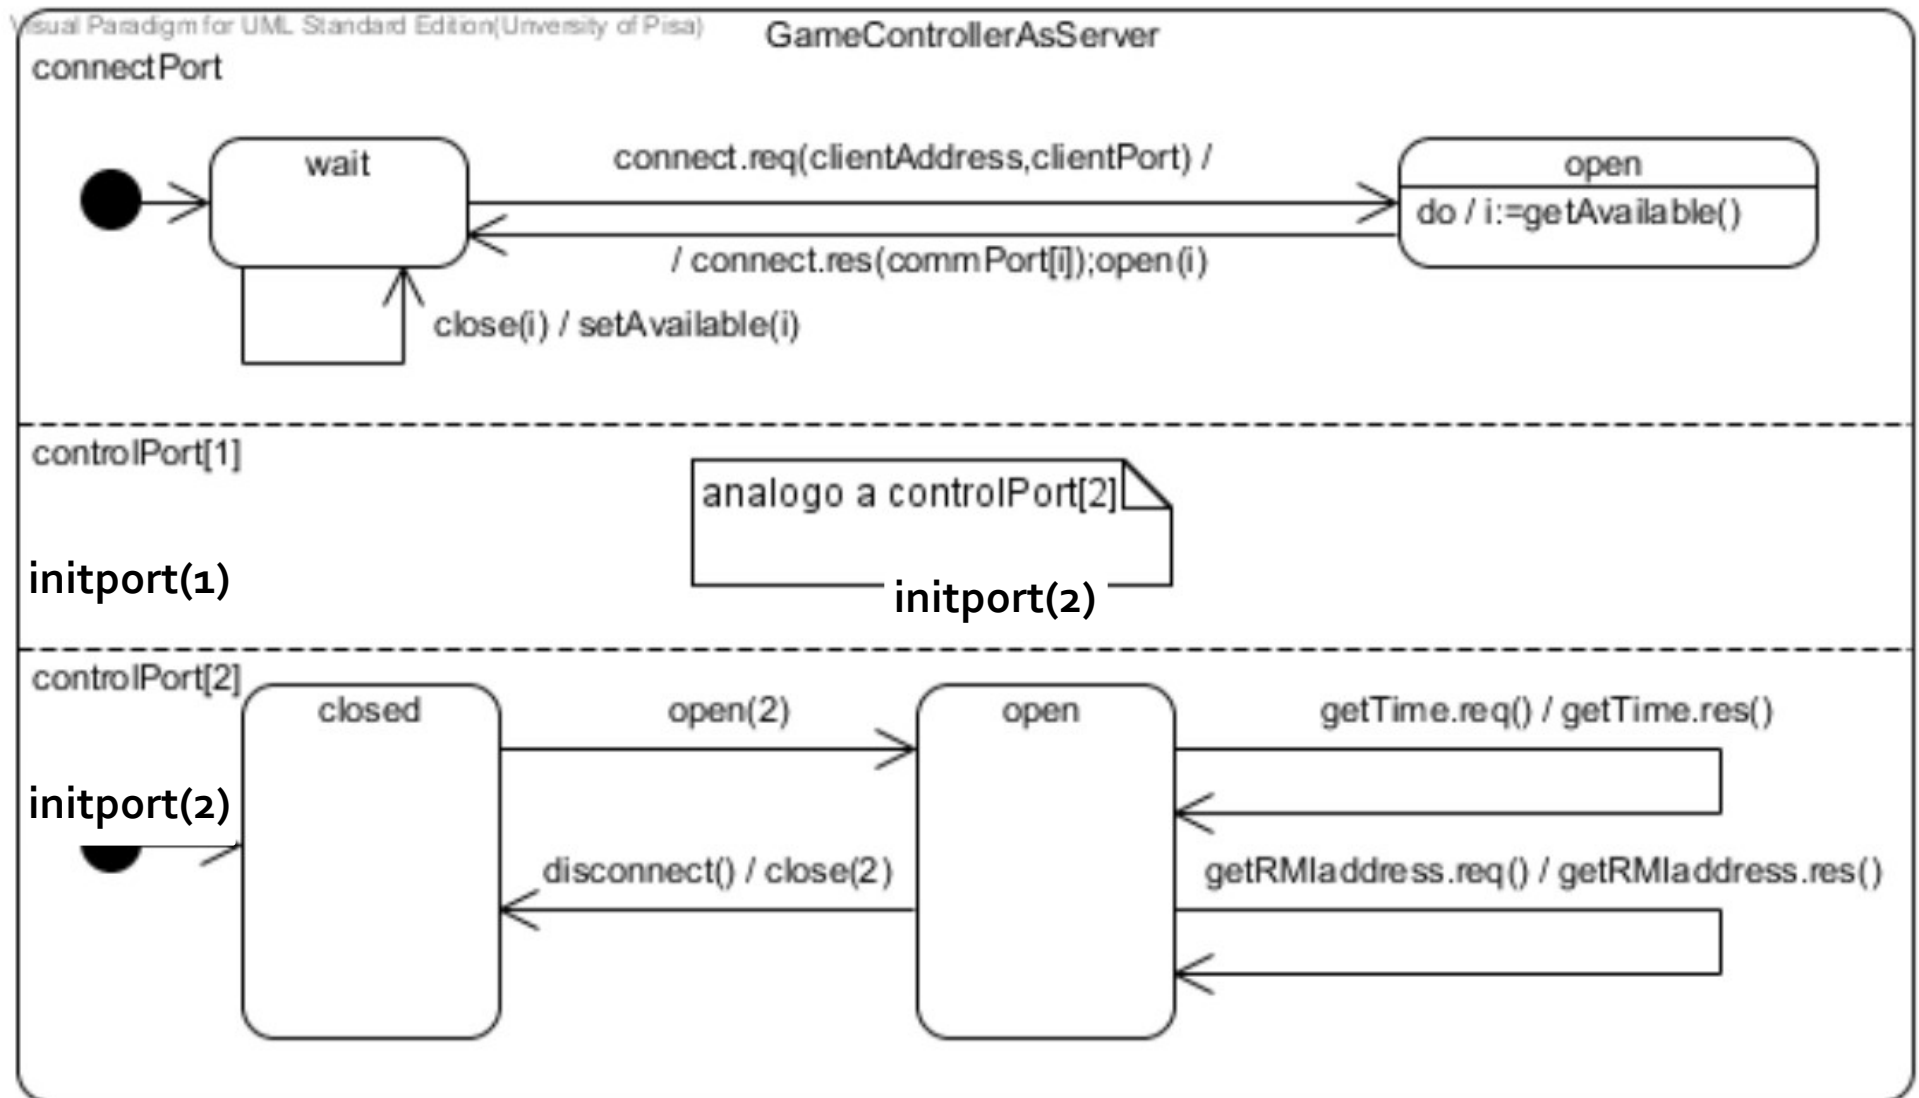 Visual Paradigm for UML Standard Edition(Unversity of Pisa)
GameControllerAsServer
connectPort
wait
connect.req(clientAddress,clientPort) /
open
do / i:=getAvailable()
/ connect.res(commPort[i]);open(i)
close(i) / setAvailable(i)
controlPort[1]
analogo a controlPort[2]
initport(1)
initport(2)
controlPort[2]
closed
open(2)
open
getTime.req() / getTime.res()
initport(2)
disconnect() / close(2)
getRMIaddress.req() / getRMIaddress.res()